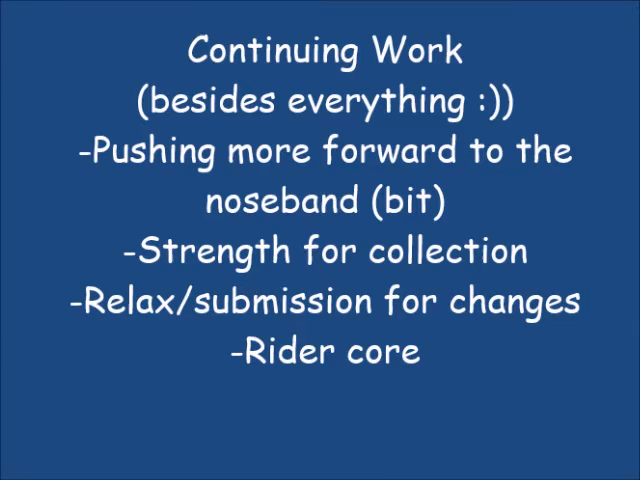 Continuing Work
(besides everything :))
-Pushing more forward to the
noseband (bit)
-Strength for collection
-Relax/submission for changes
-Rider core